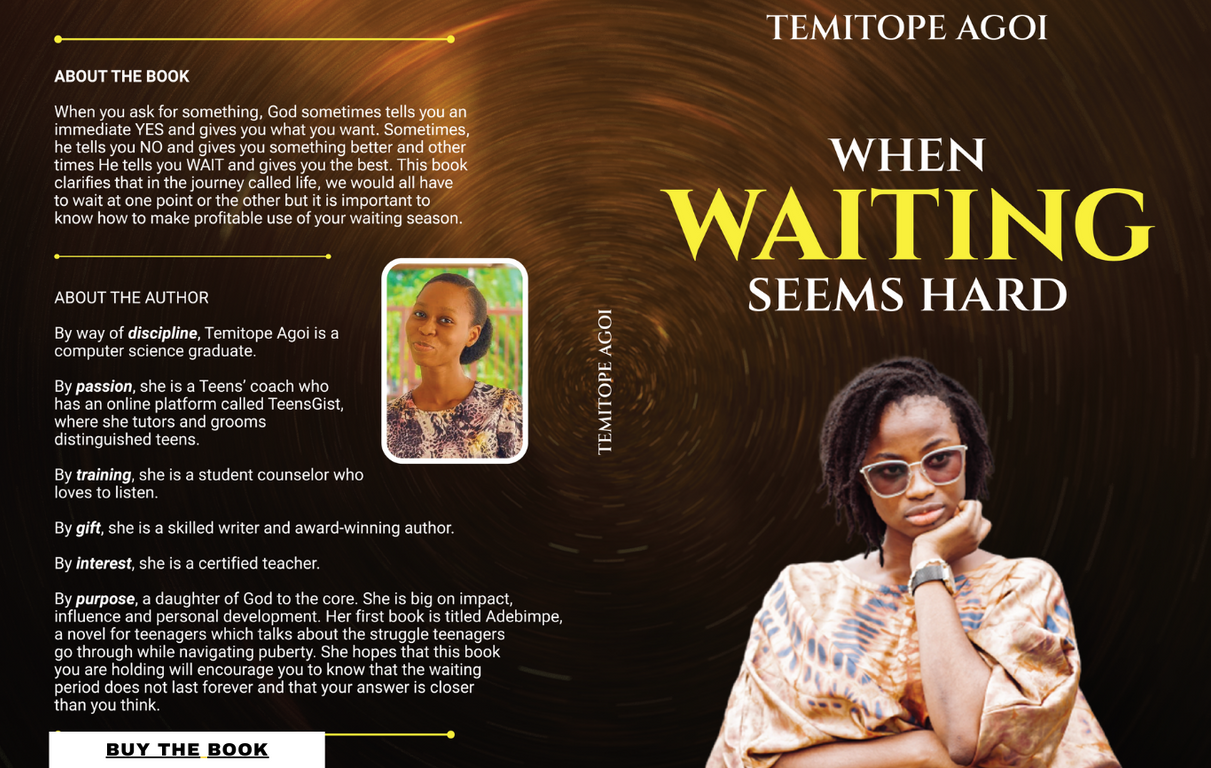 ABOUT THE BOOK
When you ask for something, God sometimes tells you an
immediate YES and gives you what you want. Sometimes,
he tells you NO and gives you something better and other
times He tells you WAIT and gives you the best. This book
clarifies that in the journey called life, we would all have
to wait at one point or the other but it is important to
know how to make profitable use of your waiting season.
ABOUT THE AUTHOR
By way of discipline, Temitope Agoi is a
computer science graduate.
By passion, she is a Teens’ coach who
has an online platform called TeensGist,
where she tutors and grooms
distinguished teens.
By training, she is a student counselor who
loves to listen.
By gift, she is a skilled writer and award-winning author.
By interest, she is a certified teacher.
By purpose, a daughter of God to the core. She is big on impact,
influence and personal development. Her first book is titled Adebimpe,
a novel for teenagers which talks about the struggle teenagers
go through while navigating puberty. She hopes that this book
you are holding will encourage you to know that the waiting
period does not last forever and that your answer is closer
than you think.
BUY THE BOOK
TEMITOPE AGOI
TEMITOPE AGOI
WHEN
WAITING
SEEMS HARD